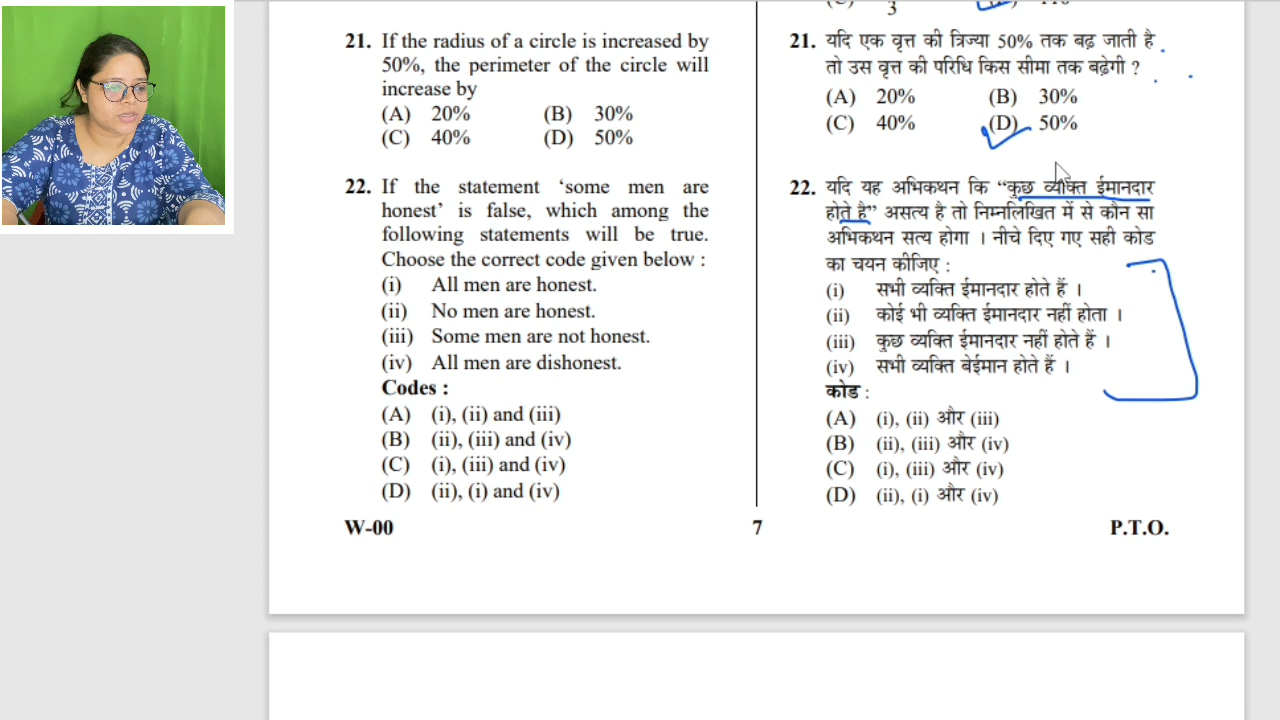 21. If the radius of a circle is increased by
50%, the perimeter of the circle will
increase by
(A) 20% (B) 30%
(C) 40% (D) 50%
22. If the statement ‘some men are
honest’ is false, which among the
following statements will be true.
Choose the correct code given below :
(i) All men are honest.
(ii) No men are honest.
(iii) Some men are not honest.
(iv) All men are dishonest.
Codes :
(A) (i), (ii) and (iii)
(B) (ii), (iii) and (iv)
(C) (i), (iii) and (iv)
(D) (ii), (i) and (iv)
21. यदि एक वृत्त की त्रिज्या 50% तक बढ़ जाती है
तो उस वृत्त की परिधि किस सीमा तक बढ़ेगी ?
(A) 20% (B) 30%
(C) 40% (D) 50%
22. यदि यह अभिकथन कि “कुछ व्यक्ति ईमानदार
होते है” असत्य है तो निम्नलिखित में से कौन सा
अभिकथन सत्य होगा । नीचे दिए गए सही कोड
का चयन कीजिए :
(i) सभी व्यक्ति ईमानदार होते हैं ।
(ii) कोई भी व्यक्ति ईमानदार नहीं होता ।
(iii) कुछ व्यक्ति ईमानदार नहीं होते हैं ।
(iv) सभी व्यक्ति बेईमान होते हैं ।
कोड :
(A) (i), (ii) और (iii)
(B) (ii), (iii) और (iv)
(C) (i), (iii) और (iv)
(D) (ii), (i) और (iv)
W-00 7 P.T.O.